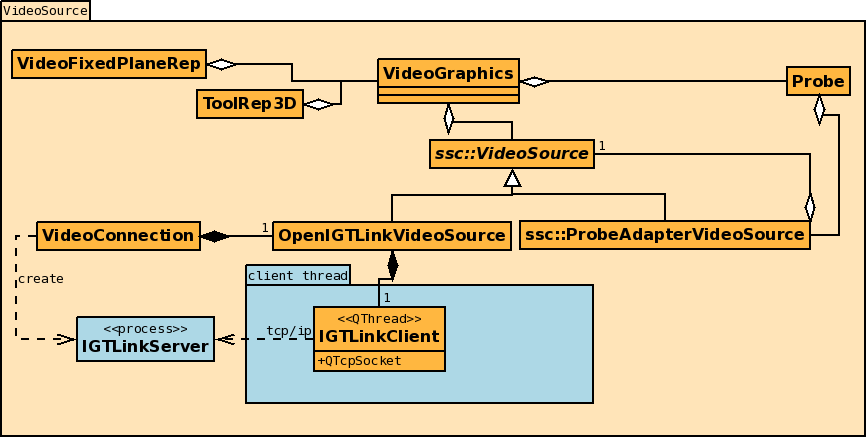 VideoSource
VideoFixedPlaneRep
VideoGraphics
Probe
ToolRep3D
ssc::VideoSource
1
VideoConnection
1
OpenIGTLinkVideoSource
ssc::ProbeAdapterVideoSource
create
client thread
1
<<process>>
IGTLinkServer
tcp/ip
<<QThread>>
IGTLinkClient
+QTcpSocket